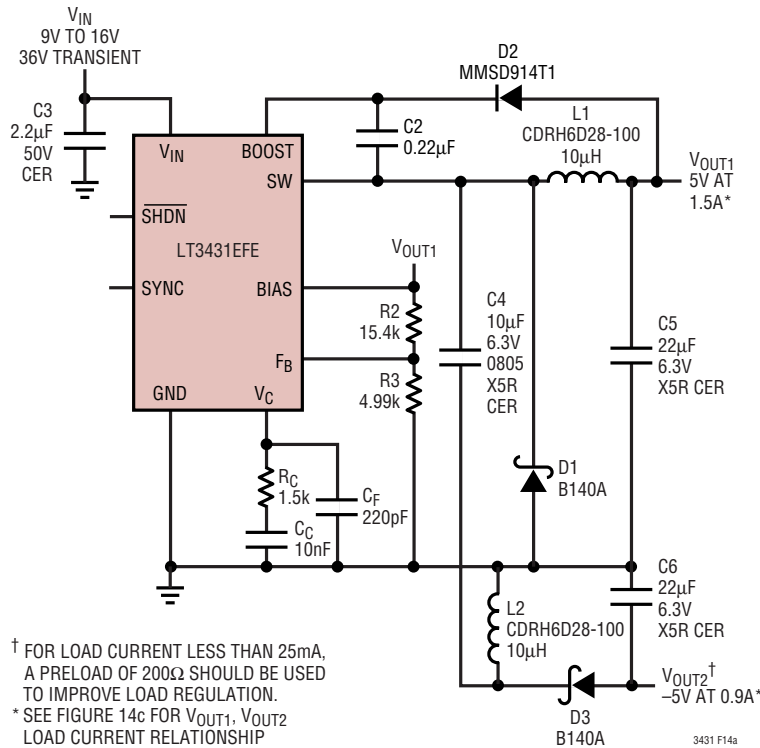 VIN
9V TO 16V
36V TRANSIENT
C3
2.2µF
50V
CER
VIN
BOOST
SW
SHDN
LT3431EFE
SYNC
BIAS
FB
GND
VC
D2
MMSD914T1
C2
0.22µF
L1
CDRH6D28-100
10µH
VOUT1
5V AT
1.5A*
VOUT1
R2
15.4k
R3
4.99k
C4
10µF
6.3V
0805
X5R
CER
C5
22µF
6.3V
X5R CER
D1
B140A
RC
1.5k
CC
10nF
CF
220pF
C6
22µF
6.3V
X5R CER
L2
CDRH6D28-100
10µH
VOUT2†
–5V AT 0.9A*
D3
B140A
† FOR LOAD CURRENT LESS THAN 25mA,
A PRELOAD OF 200Ω SHOULD BE USED
TO IMPROVE LOAD REGULATION.
* SEE FIGURE 14c FOR VOUT1, VOUT2
LOAD CURRENT RELATIONSHIP
3431 F14a